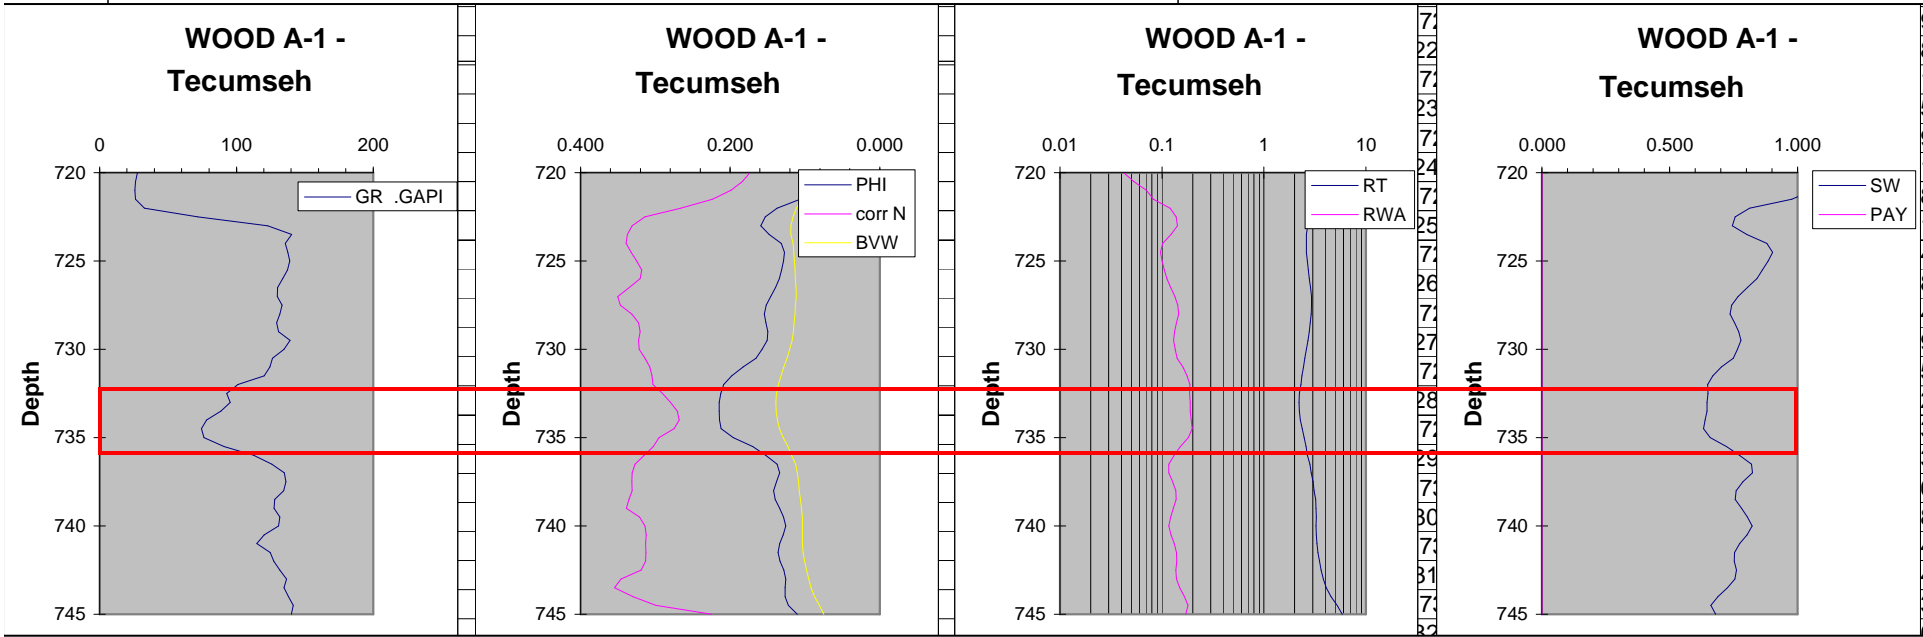 WOOD A-1 -
Tecumseh
0 100 200
720
725
730
735
740
745
Depth
GR .GAPI
WOOD A-1 -
Tecumseh
0.400 0.200 0.000
720
725
730
735
740
745
Depth
PHI
corr N
BVW
WOOD A-1 -
Tecumseh
0.01 0.1 1 10
720
725
730
735
740
745
Depth
RT
RWA
WOOD A-1 -
Tecumseh
0.000 0.500 1.000
720
725
730
735
740
745
Depth
SW
PAY